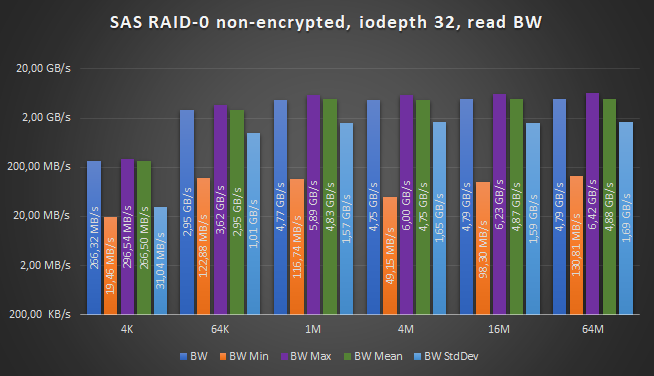 SAS RAID-0 non-encrypted, iodepth 32, read BW
20,00 GB/s
2,00 GB/s
200,00 MB/s
20,00 MB/s
2,00 MB/s
200,00 KB/s
266,32 MB/s
19,46 MB/s
296,54 MB/s
266,50 MB/s
31,04 MB/s
2,95 GB/s
122,88 MB/s
3,62 GB/s
2,95 GB/s
1,01 GB/s
4,77 GB/s
116,74 MB/s
5,89 GB/s
4,83 GB/s
1,57 GB/s
4,75 GB/s
49,15 MB/s
6,00 GB/s
4,75 GB/s
1,65 GB/s
4,79 GB/s
98,30 MB/s
6,23 GB/s
4,87 GB/s
1,59 GB/s
4,79 GB/s
130,81 MB/s
6,42 GB/s
4,88 GB/s
1,69 GB/s
4K 64K 1M 4M 16M 64M
BW BW Min BW Max BW Mean BW StdDev